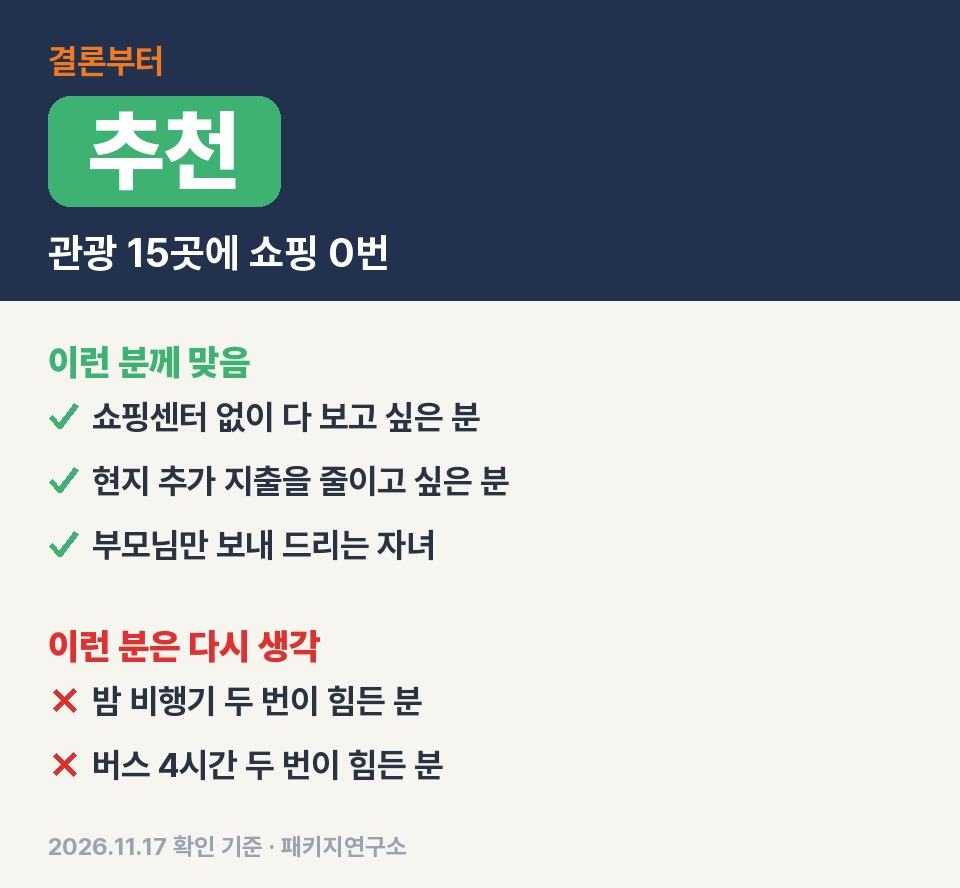 결론부터
추천
관광 15곳에 쇼핑 0번
이런 분께 맞음
쇼핑센터 없이 다 보고 싶은 분
현지 추가 지출을 줄이고 싶은 분
부모님만 보내 드리는 자녀
이런 분은 다시 생각
밤 비행기 두 번이 힘든 분
버스 4시간 두 번이 힘든 분
2026.11.17 확인 기준 · 패키지연구소